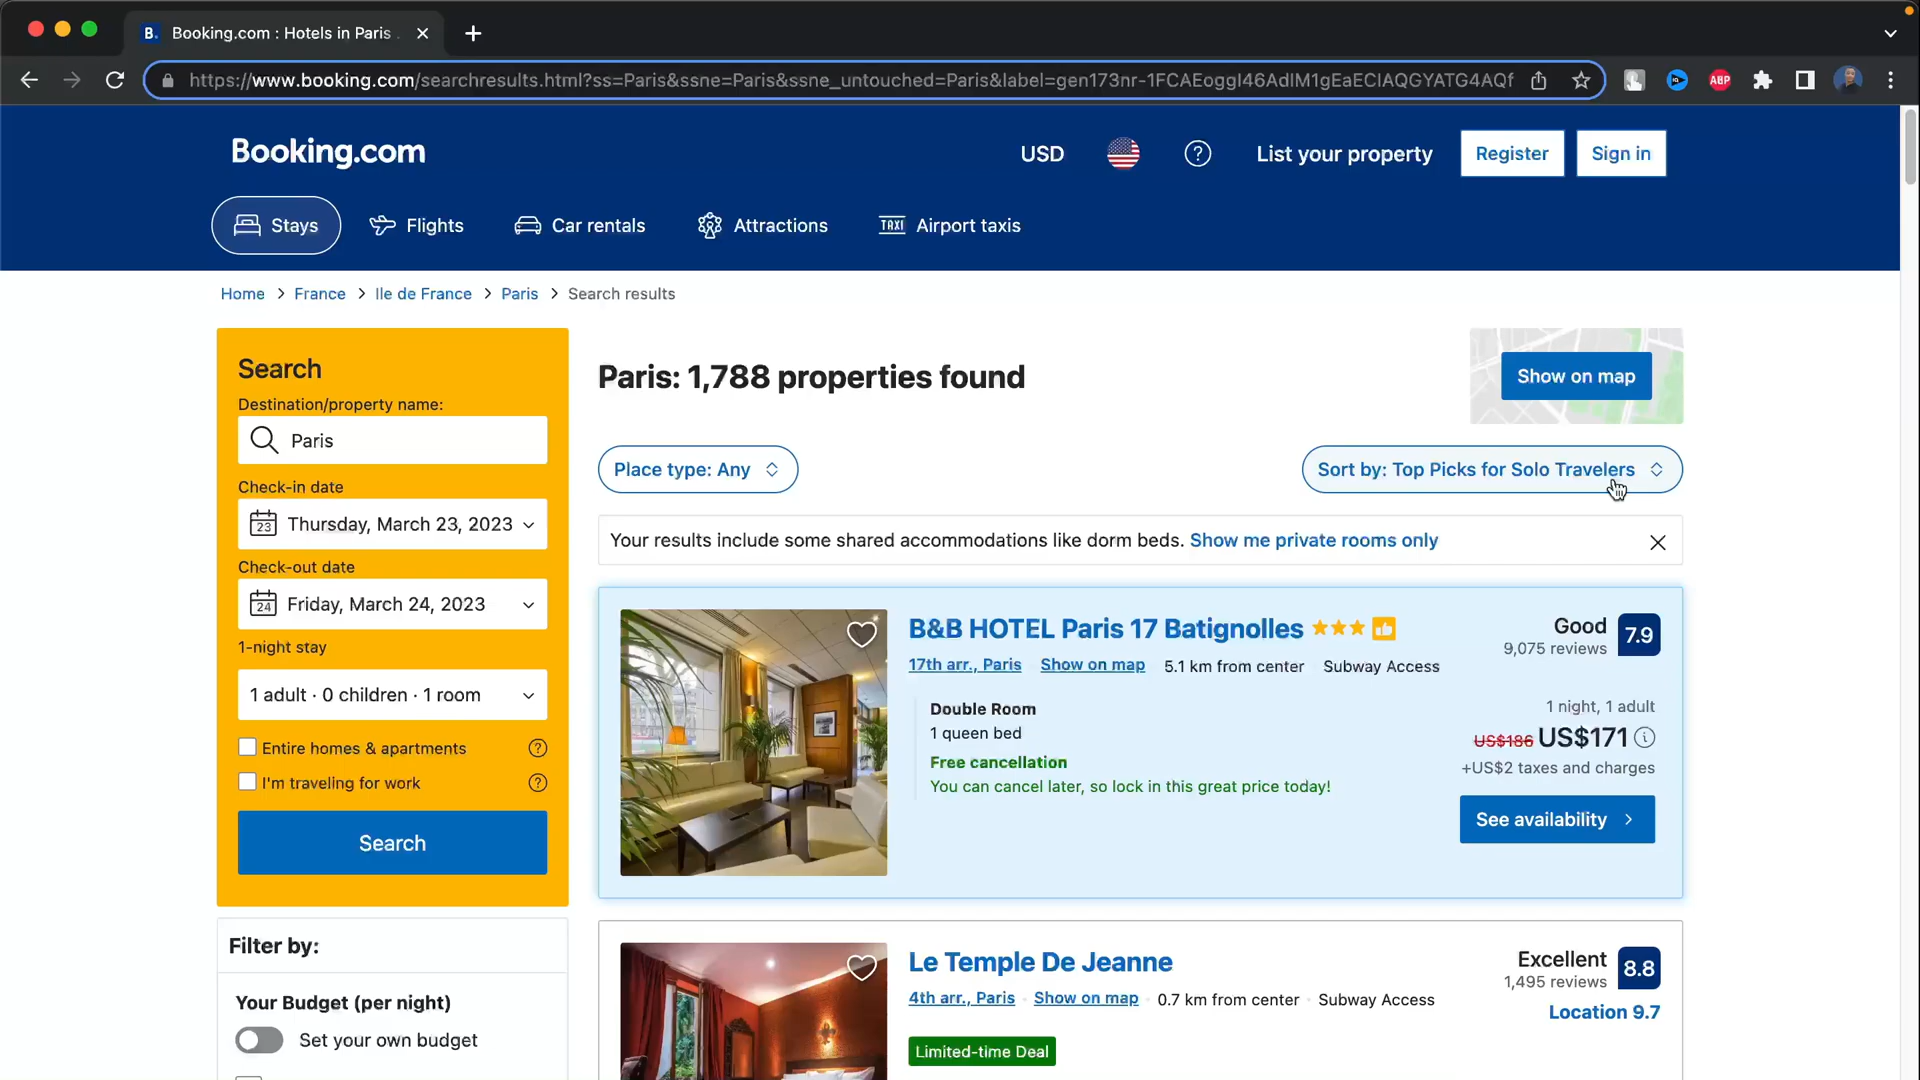 B. Booking.com : Hotels in Paris
https://www.booking.com/searchresults.html?ss=Paris&ssne=Paris&ssne_untouched=Paris&label=gen173nr-1FCAEoggI46AdIM1gEaECIAQGYATG4AQf
ABP
Booking.com
USD
List your property
Register
Sign in
Stays
Flights
Car rentals
Attractions
TAXI Airport taxis
Home > France > Ile de France > Paris > Search results
Search
Destination/property name:
Paris
Check-in date
23 Thursday, March 23, 2023
Check-out date
24 Friday, March 24, 2023
1-night stay
1 adult · 0 children · 1 room
Entire homes & apartments ?
I'm traveling for work ?
Search
Filter by:
Your Budget (per night)
Set your own budget
Paris: 1,788 properties found
Show on map
Place type: Any
Sort by: Top Picks for Solo Travelers
Your results include some shared accommodations like dorm beds. Show me private rooms only
B&B HOTEL Paris 17 Batignolles
17th arr., Paris Show on map 5.1 km from center Subway Access
Double Room
1 queen bed
Free cancellation
You can cancel later, so lock in this great price today!
Good 7.9
9,075 reviews
1 night, 1 adult
US$186 US$171
+US$2 taxes and charges
See availability
Le Temple De Jeanne
4th arr., Paris Show on map · 0.7 km from center · Subway Access
Limited-time Deal
Excellent 8.8
1,495 reviews
Location 9.7